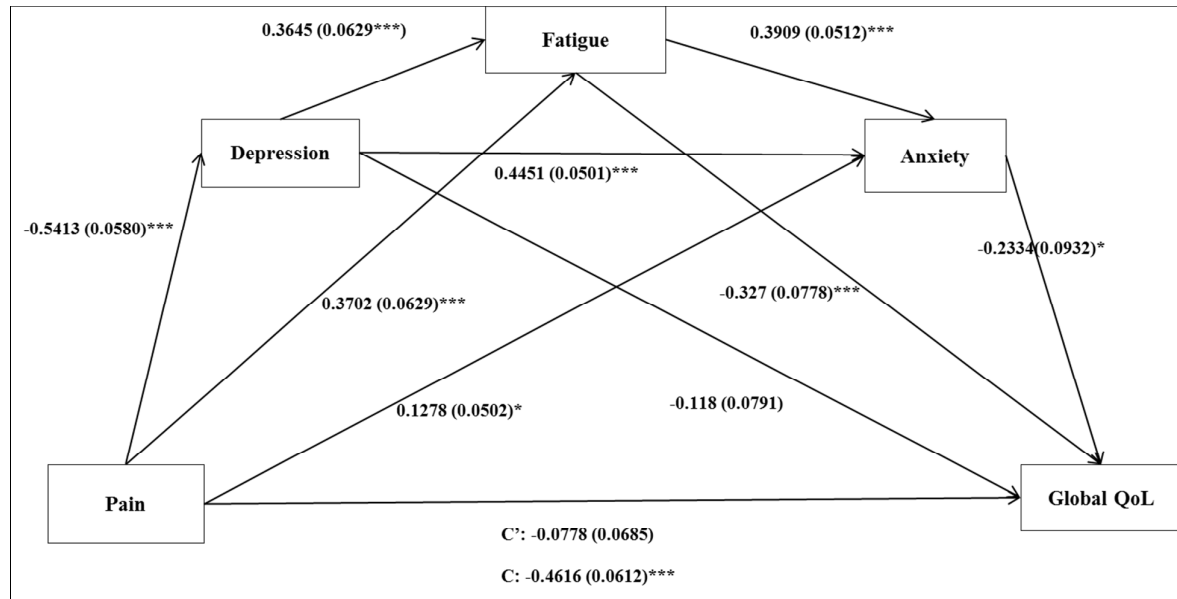 0.3645 (0.0629***)
Fatigue
0.3909 (0.0512)***
Depression
0.4451 (0.0501)***
Anxiety
-0.5413 (0.0580)***
-0.2334(0.0932)*
0.3702 (0.0629)***
-0.327 (0.0778)***
0.1278 (0.0502)*
-0.118 (0.0791)
Pain
Global QoL
C’: -0.0778 (0.0685)
C: -0.4616 (0.0612)***